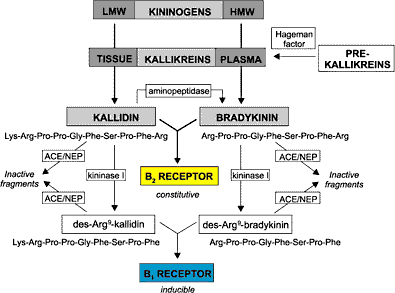 LMW KININOGENS HMW
Hageman
factor
PRE-
KALLIKREINS
TISSUE KALLIKREINS PLASMA
aminopeptidase
KALLIDIN BRADYKININ
Lys-Arg-Pro-Pro-Gly-Phe-Ser-Pro-Phe-Arg Arg-Pro-Pro-Gly-Phe-Ser-Pro-Phe-Arg
ACE/NEP ACE/NEP
Inactive
fragments
kininase I
B2 RECEPTOR
constitutive
kininase I
Inactive
fragments
ACE/NEP ACE/NEP
des-Arg9-kallidin des-Arg9-bradykinin
Lys-Arg-Pro-Pro-Gly-Phe-Ser-Pro-Phe Arg-Pro-Pro-Gly-Phe-Ser-Pro-Phe
B1 RECEPTOR
inducible